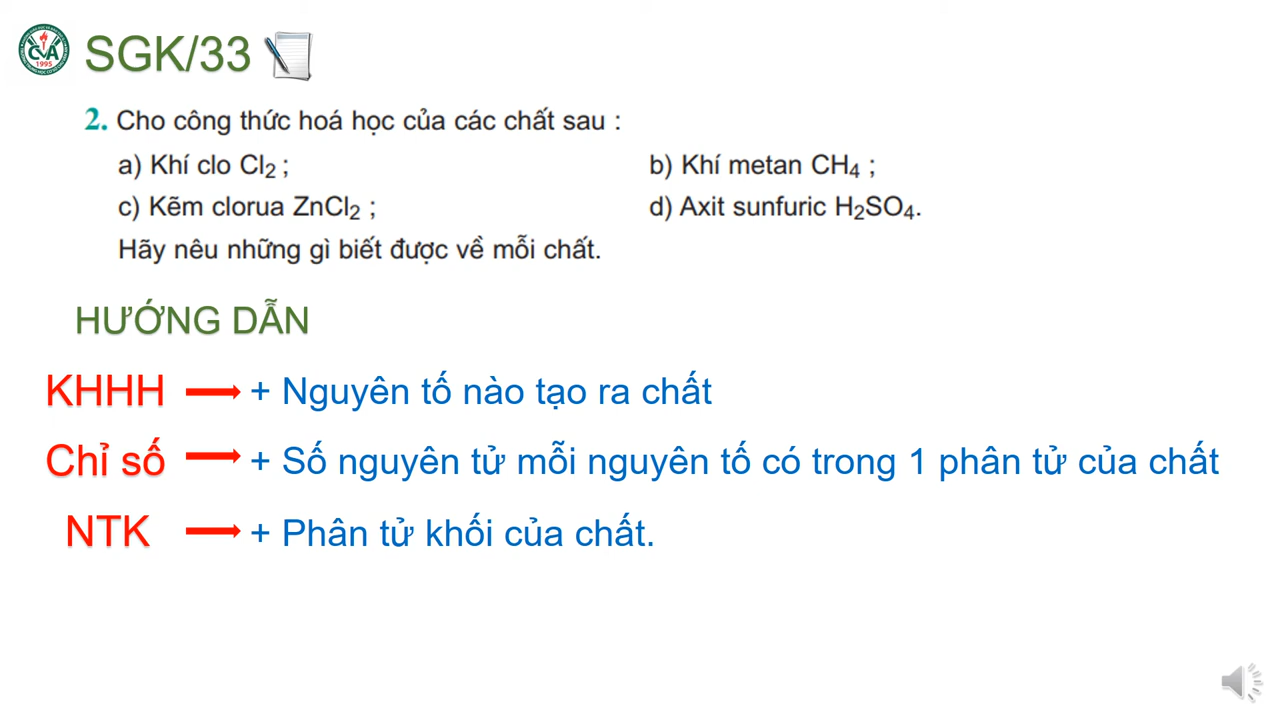 CVA
1995
SGK/33
2. Cho công thức hoá học của các chất sau :
a) Khí clo Cl₂ ; b) Khí metan CH₄ ;
c) Kẽm clorua ZnCl₂ ; d) Axit sunfuric H₂SO₄.
Hãy nêu những gì biết được về mỗi chất.
HƯỚNG DẪN
KHHH + Nguyên tố nào tạo ra chất
Chỉ số + Số nguyên tử mỗi nguyên tố có trong 1 phân tử của chất
NTK + Phân tử khối của chất.